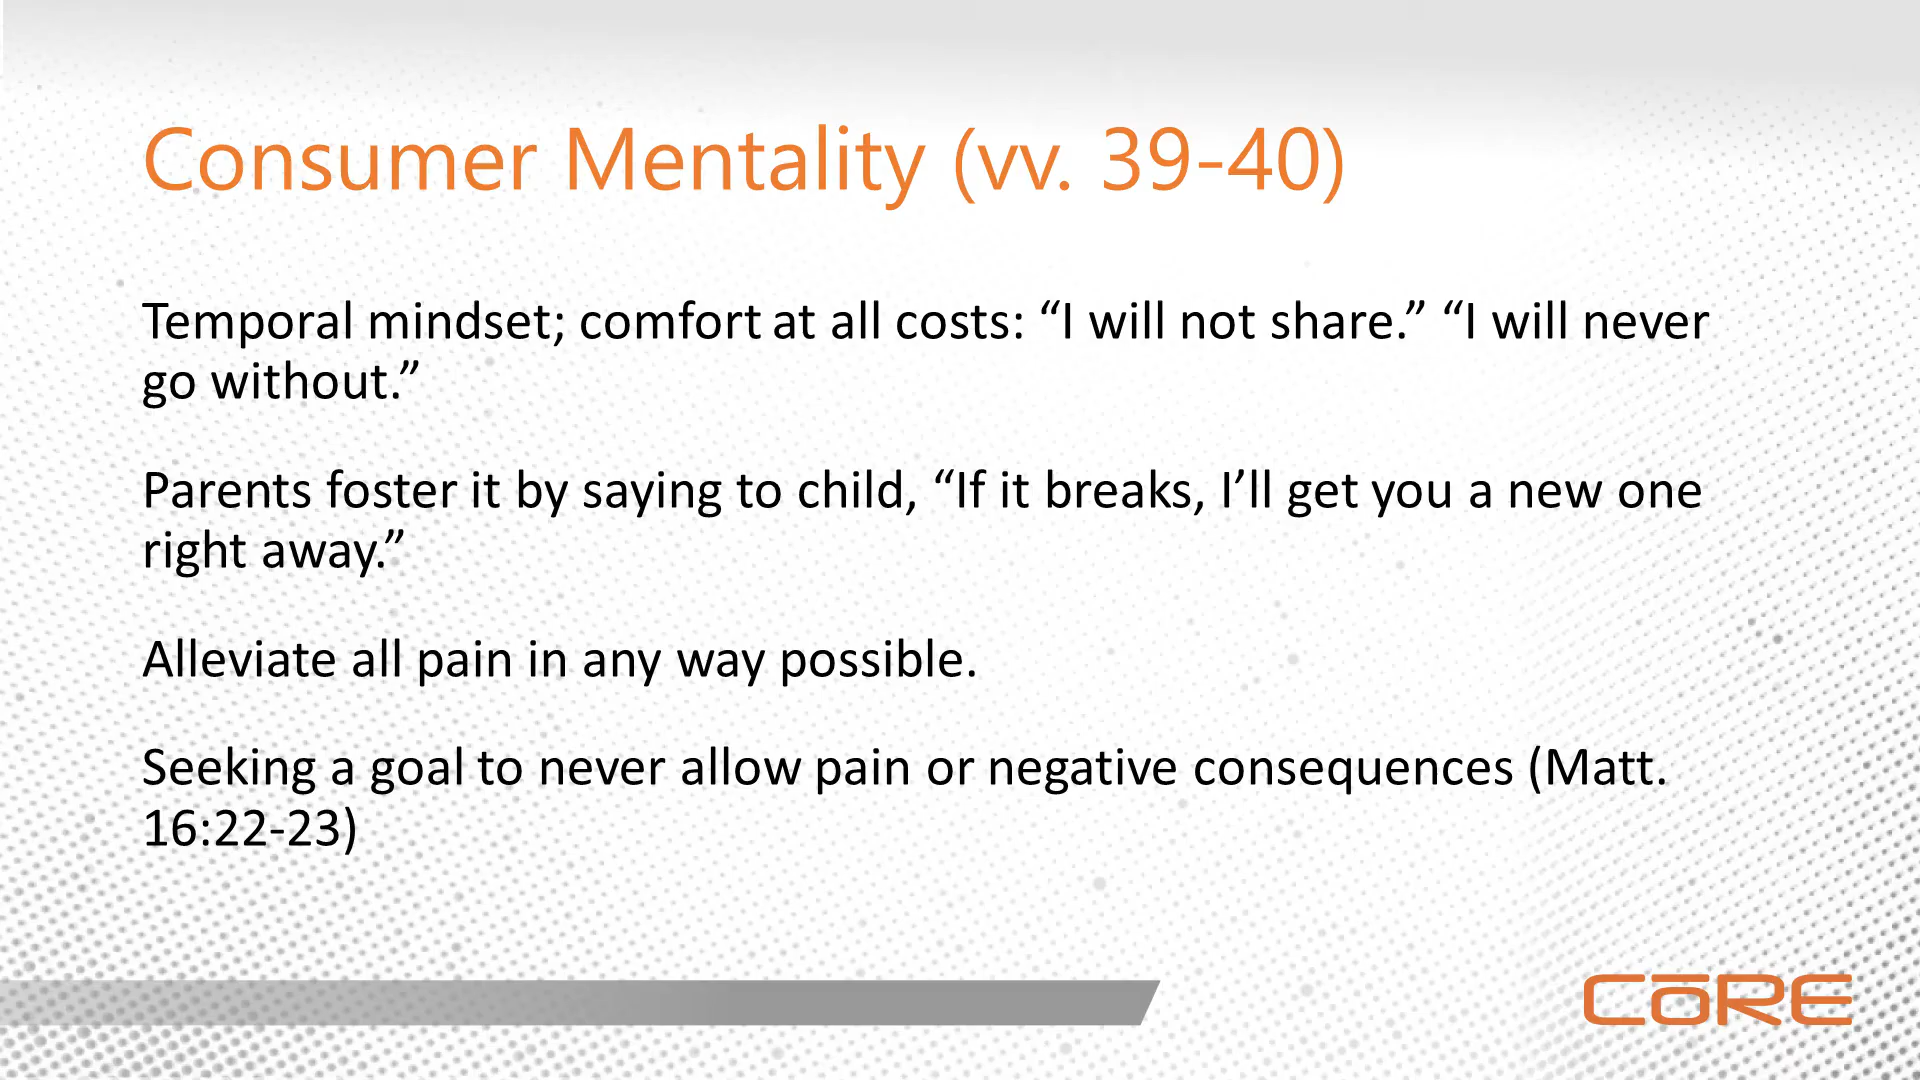 Consumer Mentality (vv. 39-40)
Temporal mindset; comfort at all costs: “I will not share.” “I will never
go without.”
Parents foster it by saying to child, “If it breaks, I’ll get you a new one
right away.”
Alleviate all pain in any way possible.
Seeking a goal to never allow pain or negative consequences (Matt.
16:22-23)
CōRE